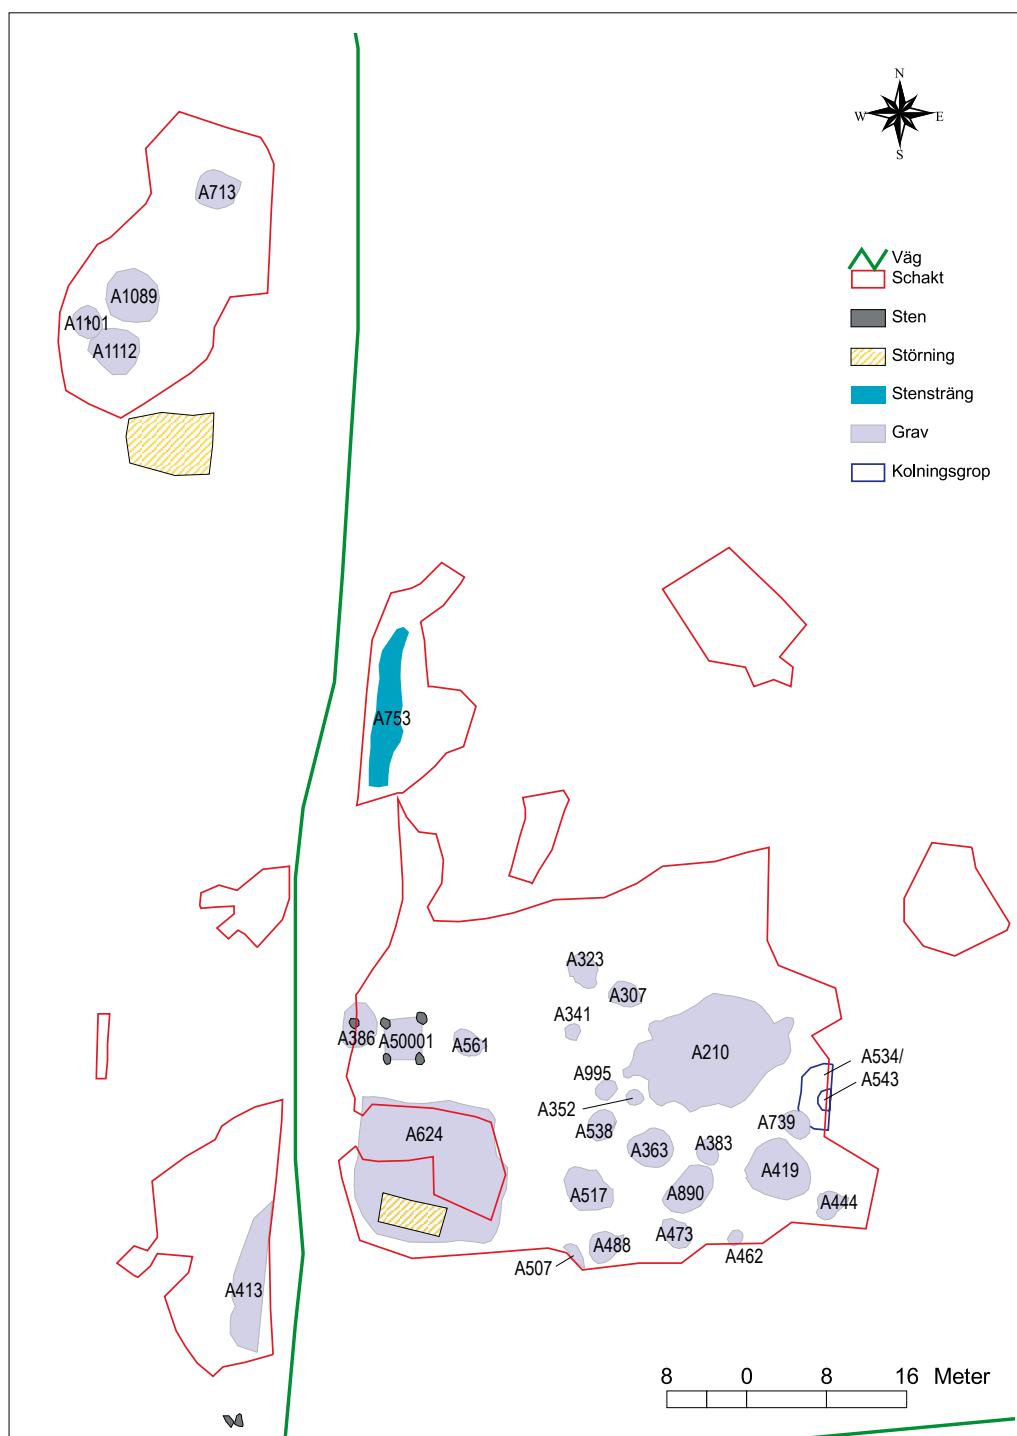 N
W E
S
A713
Väg
Schakt
A1089
Sten
A1101
A1112
Störning
Stensträng
Grav
Kolningsgrop
A753
A323
A307
A341
A386
A50001
A561
A210
A534/
A543
A995
A352
A739
A624
A538
A363
A383
A419
A517
A890
A444
A488
A473
A462
A507
A413
8 0 8 16 Meter